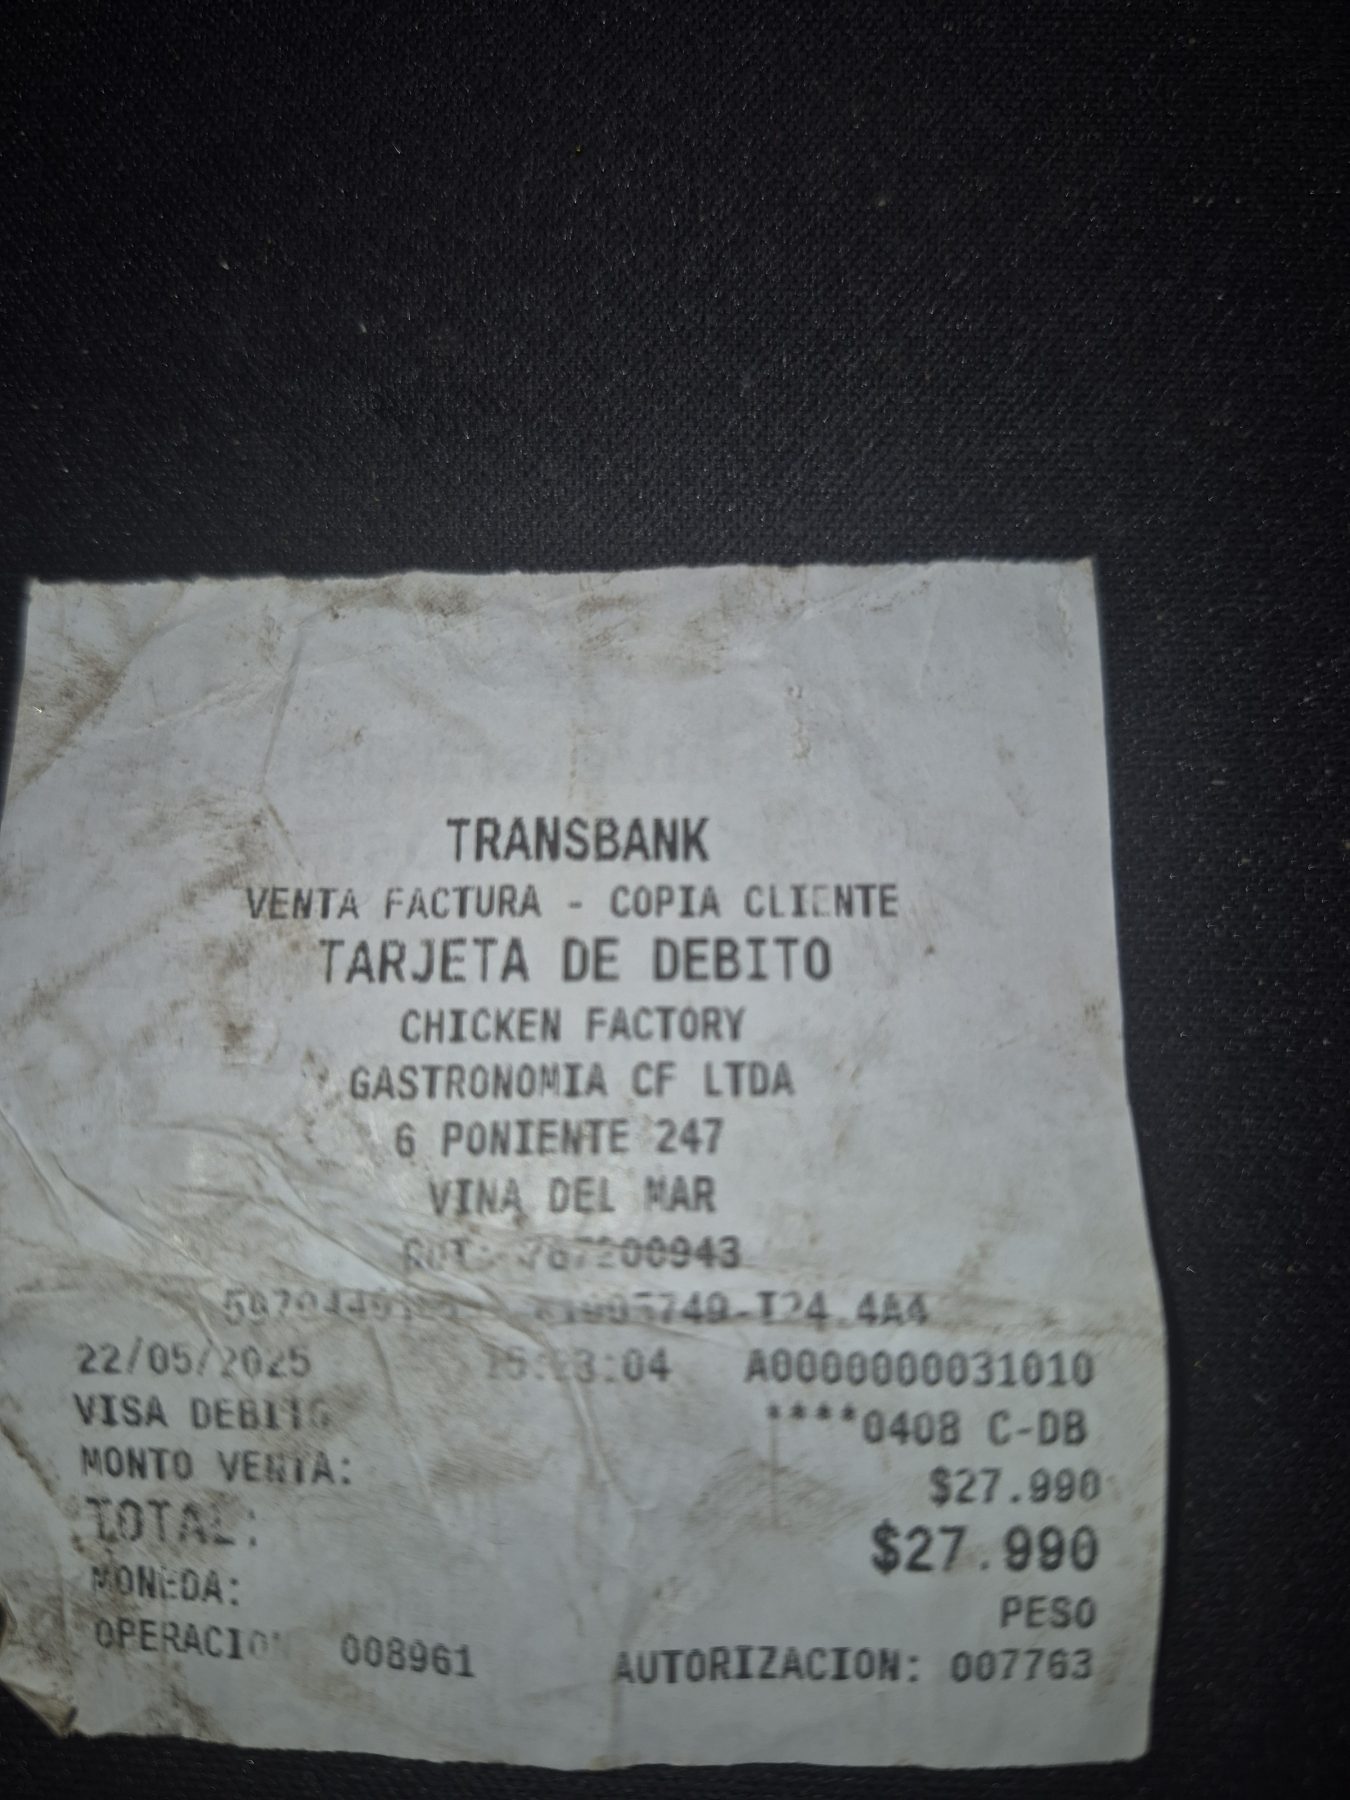 TRANSBANK
VENTA FACTURA - COPIA CLIENTE
TARJETA DE DEBITO
CHICKEN FACTORY
GASTRONOMIA CF LTDA
6 PONIENTE 247
VINA DEL MAR
RUT:
22/05/2025 A0000000031010
VISA DEBITO ****0408 C-DB
MONTO VENTA: $27.990
TOTAL: $27.990
MONEDA: PESO
OPERACION 008961 AUTORIZACION: 007763